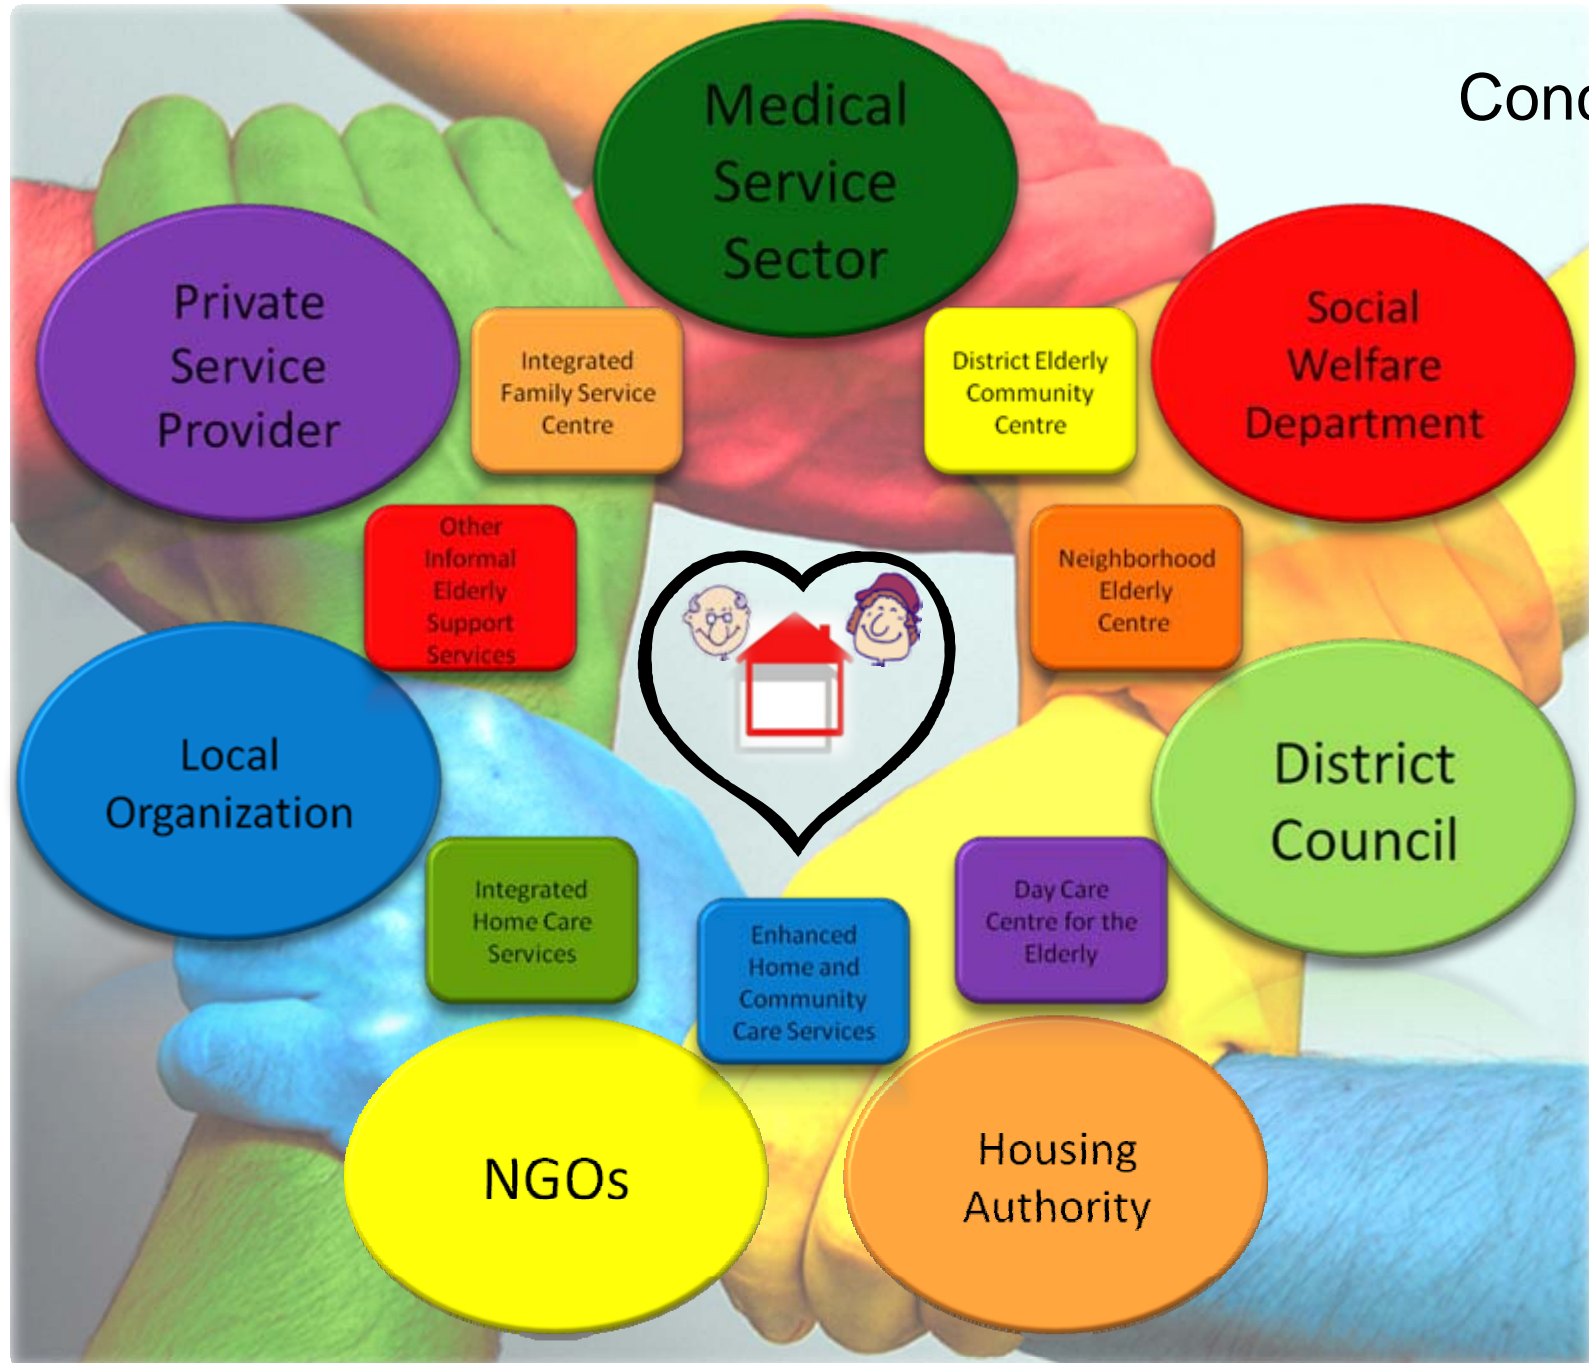 Medical
Service
Sector
Private
Service
Provider
Social
Welfare
Department
Integrated
Family Service
Centre
District Elderly
Community
Centre
Other
Informal
Elderly
Support
Services
Neighborhood
Elderly
Centre
Local
Organization
District
Council
Integrated
Home Care
Services
Enhanced
Home and
Community
Care Services
Day Care
Centre for the
Elderly
NGOs
Housing
Authority